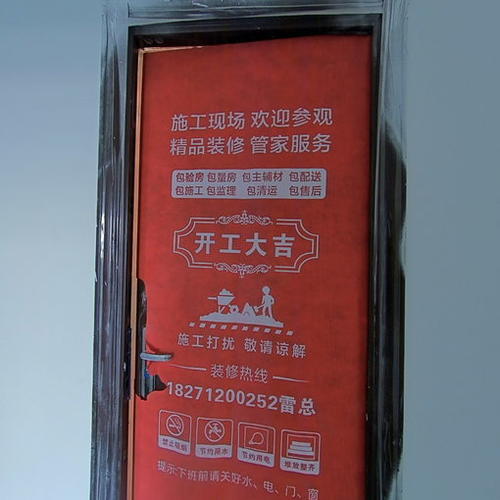 施工现场 欢迎参观
精品装修 管家服务
包验房 包量房 包主辅材 包配送
包施工 包监理 包清运 包售后
开工大吉
施工打扰 敬请谅解
装修热线
18271200252雷总
禁止吸烟 节约用水 节约用电 堆放整齐
提示:下班前请关好水、电、门、窗